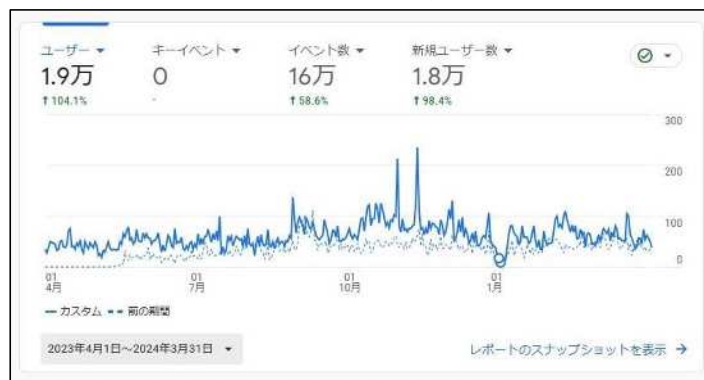 ユーザー キーイベント イベント数 新規ユーザー数
1.9万 0 16万 1.8万
↑ 104.1% - ↑ 58.6% ↑ 98.4%
300
200
100
0
01 01 01 01
4月 7月 10月 1月
カスタム 前の期間
2023年4月1日～2024年3月31日 レポートのスナップショットを表示 →